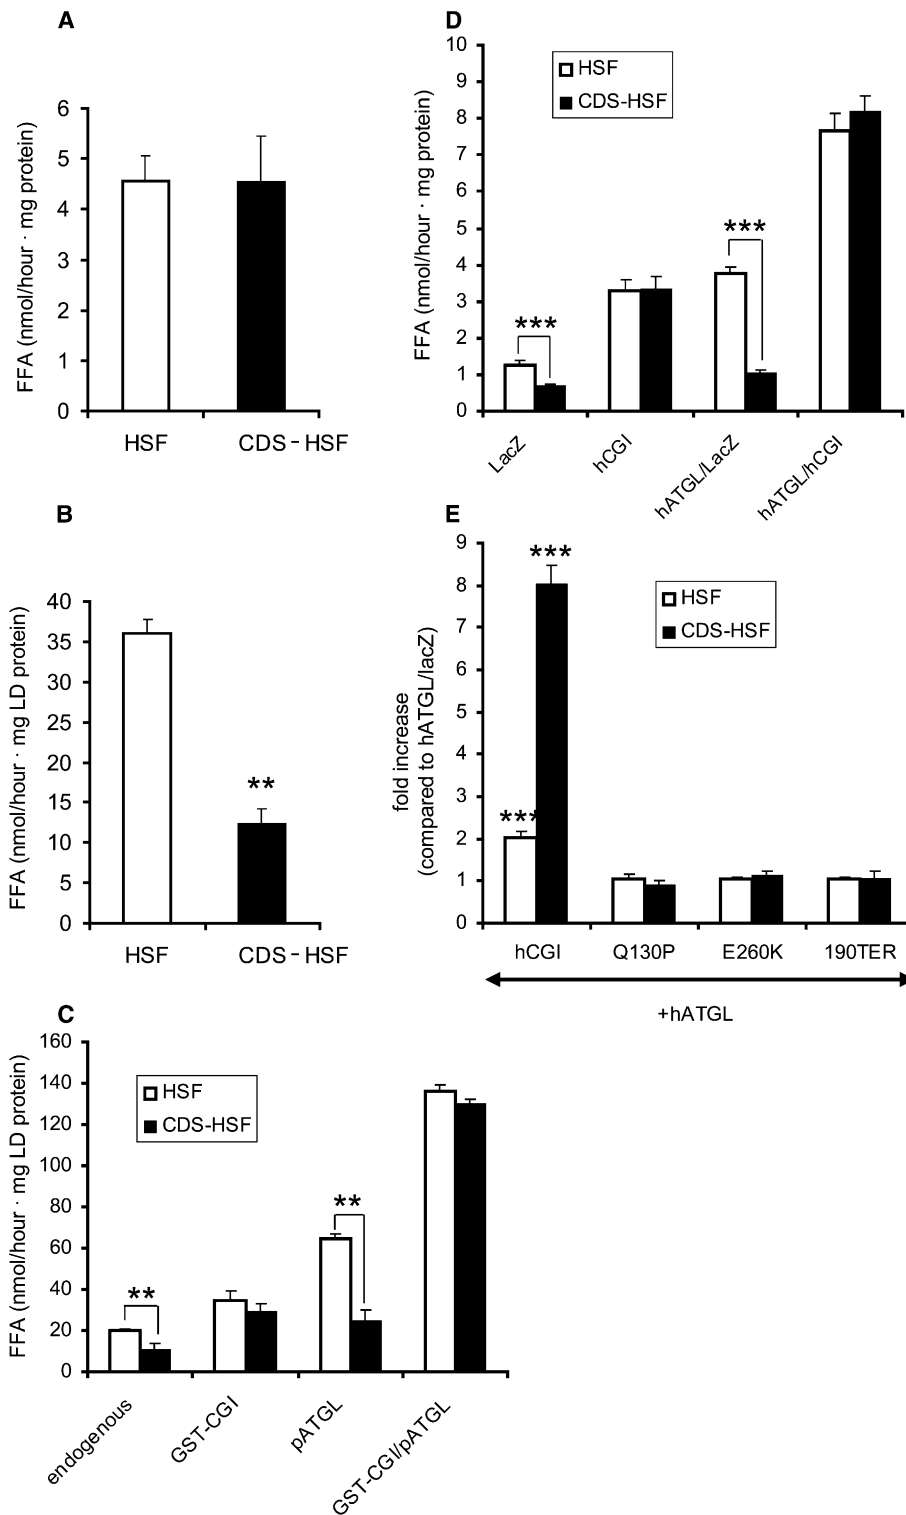 A
FFA (nmol/hour · mg protein)
6
5
4
3
2
1
0
HSF CDS-HSF
B
FFA (nmol/hour · mg LD protein)
40
35
30
25
20
15
10
5
0
**
HSF CDS-HSF
C
FFA (nmol/hour · mg LD protein)
160
140
120
100
80
60
40
20
0
HSF
CDS-HSF
**
**
endogenous
GST-CGI
pATGL
GST-CGI/pATGL
D
FFA (nmol/hour · mg protein)
10
9
8
7
6
5
4
3
2
1
0
HSF
CDS-HSF
***
***
LacZ
hCGI
hATGL/LacZ
hATGL/hCGI
E
fold increase
(compared to hATGL/lacZ)
9
8
7
6
5
4
3
2
1
0
HSF
CDS-HSF
***
***
hCGI Q130P E260K 190TER
+hATGL